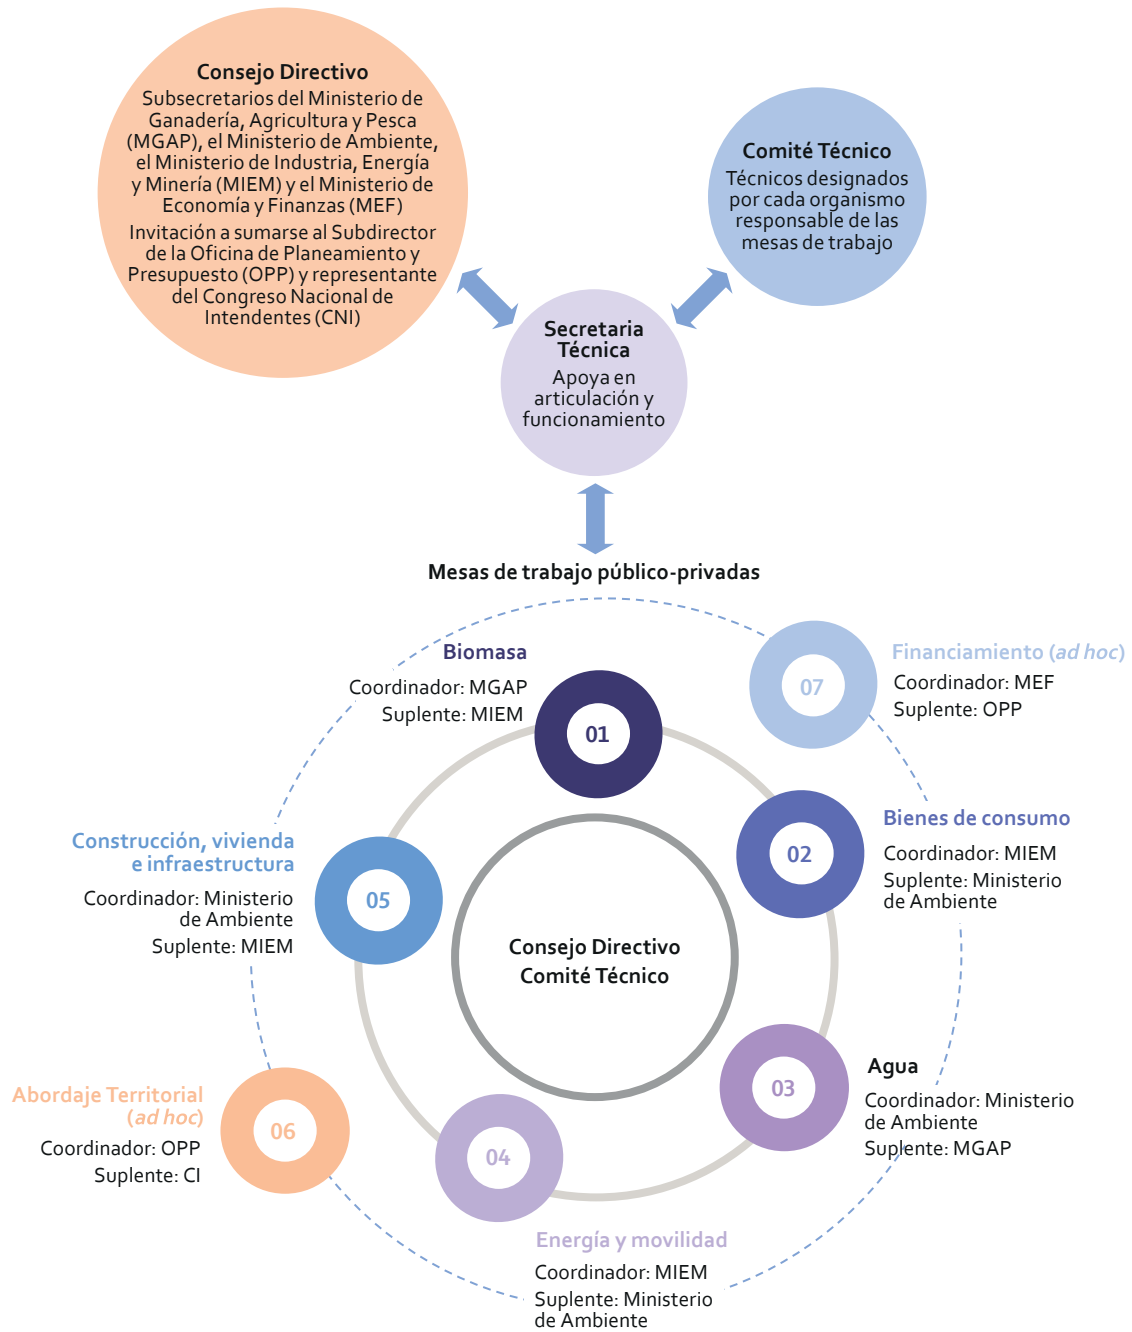 Consejo Directivo
Subsecretarios del Ministerio de
Ganadería, Agricultura y Pesca
(MGAP), el Ministerio de Ambiente,
el Ministerio de Industria, Energía
y Minería (MIEM) y el Ministerio de
Economía y Finanzas (MEF)
Invitación a sumarse al Subdirector
de la Oficina de Planeamiento y
Presupuesto (OPP) y representante
del Congreso Nacional de
Intendentes (CNI)
Comité Técnico
Técnicos designados
por cada organismo
responsable de las
mesas de trabajo
Secretaria
Técnica
Apoya en
articulación y
funcionamiento
Mesas de trabajo público-privadas
Biomasa
Coordinador: MGAP
Suplente: MIEM
01
Financiamiento (ad hoc)
Coordinador: MEF
Suplente: OPP
07
Bienes de consumo
Coordinador: MIEM
Suplente: Ministerio
de Ambiente
02
Construcción, vivienda
e infraestructura
Coordinador: Ministerio
de Ambiente
Suplente: MIEM
05
Consejo Directivo
Comité Técnico
Agua
Coordinador: Ministerio
de Ambiente
Suplente: MGAP
03
Abordaje Territorial
(ad hoc)
Coordinador: OPP
Suplente: CI
06
04
Energía y movilidad
Coordinador: MIEM
Suplente: Ministerio
de Ambiente